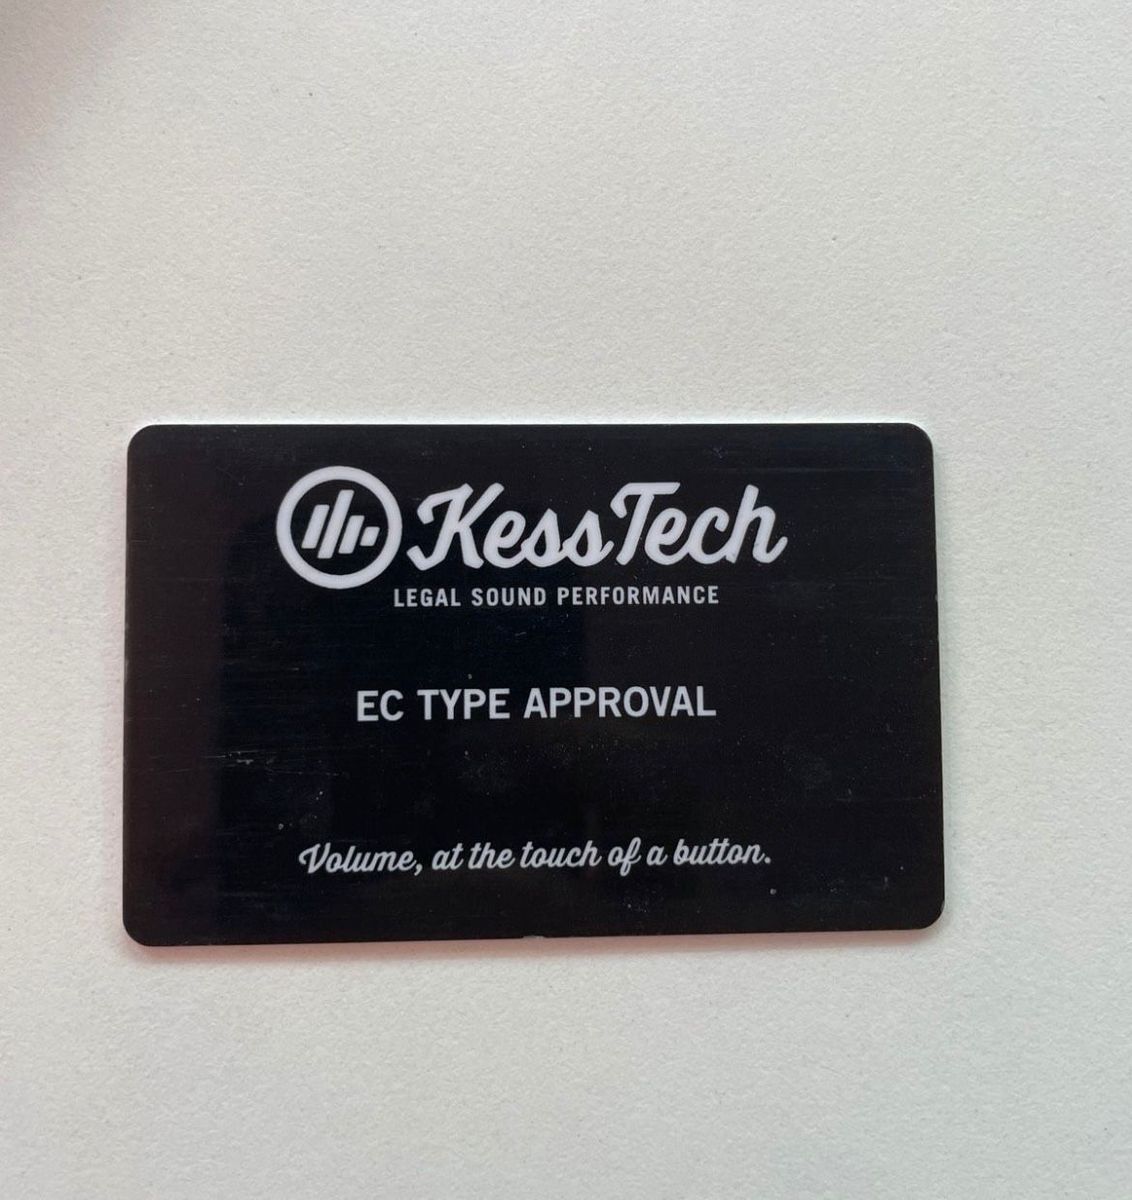 KessTech
LEGAL SOUND PERFORMANCE
EC TYPE APPROVAL
Volume, at the touch of a button.